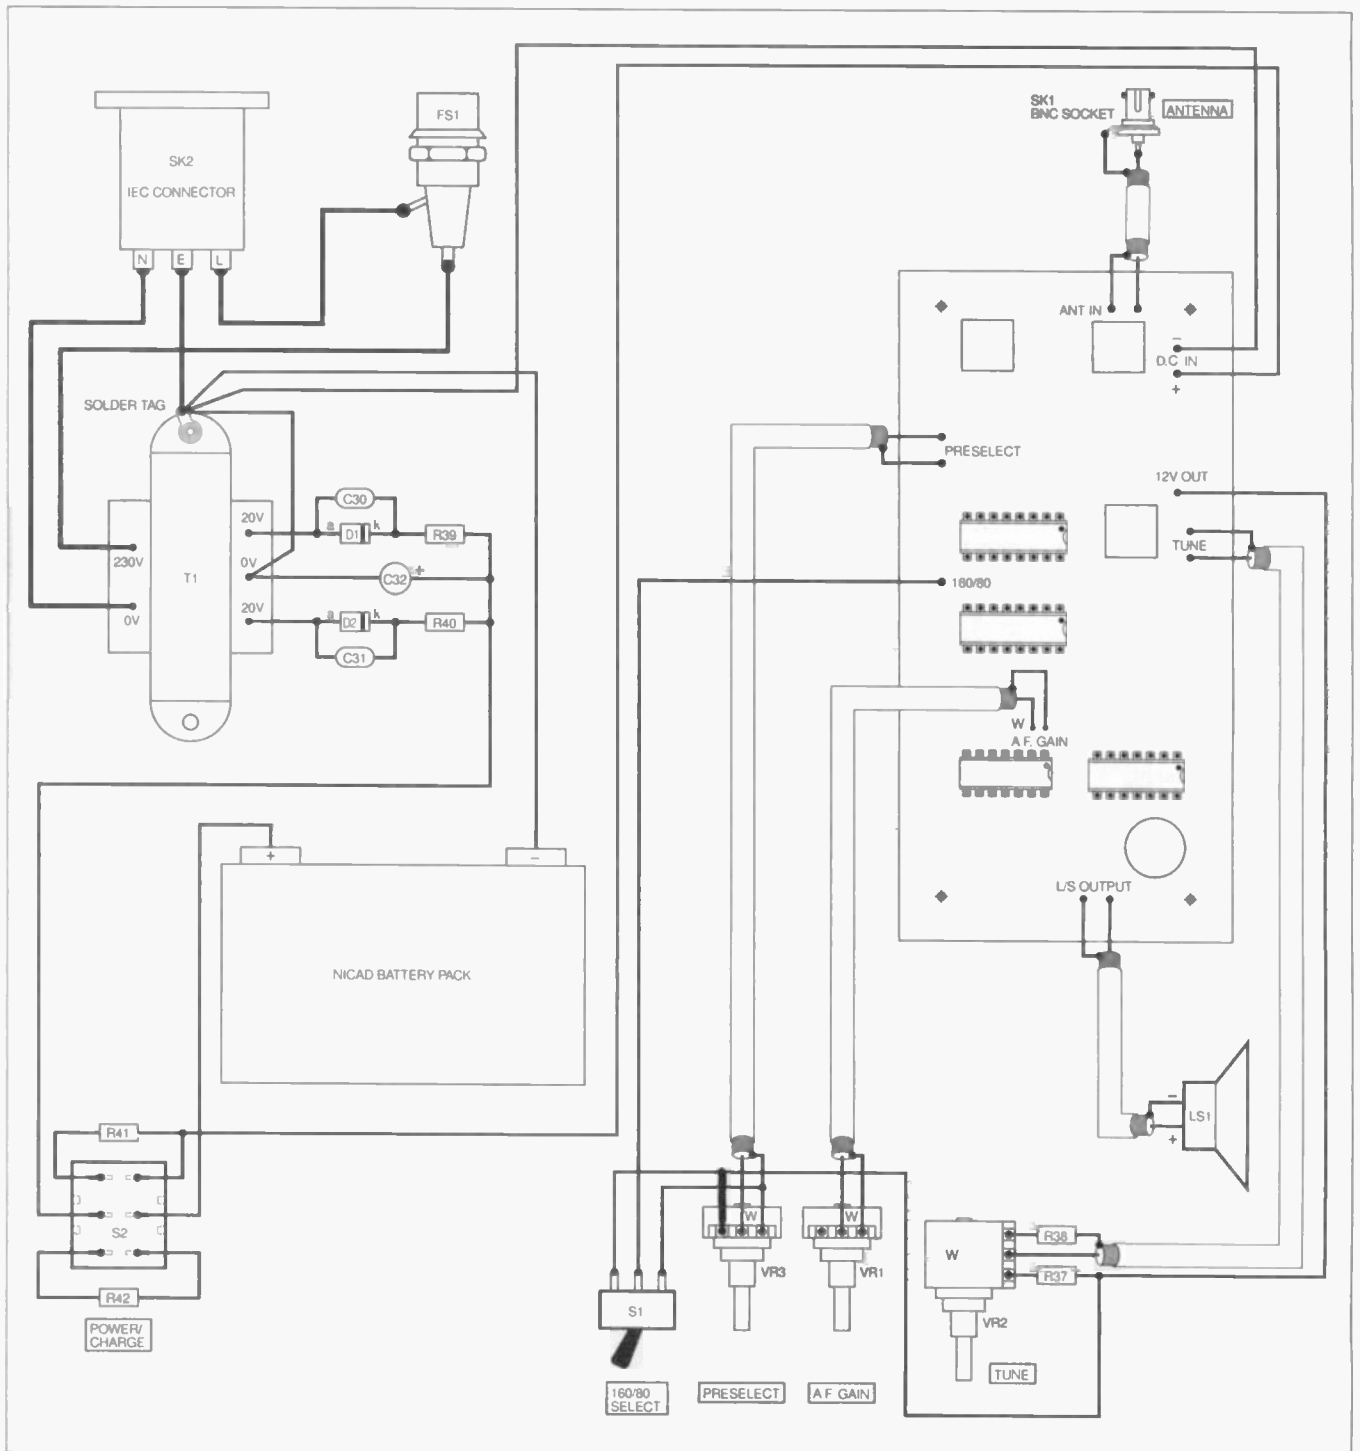 SK1
BNC SOCKET
ANTENNA
FS1
SK2
IEC CONNECTOR
N E L
ANT IN
−
D.C IN
+
SOLDER TAG
PRESELECT
12V OUT
C30
20V
a D1 k
R39
TUNE
230V
0V
T1
C32 +
160/80
0V
20V
a D2 k
R40
C31
W
A F. GAIN
+
−
L/S OUTPUT
NICAD BATTERY PACK
−
LS1
+
R41
S2
W
W
R38
W
VR3
VR1
R37
R42
S1
VR2
POWER/
CHARGE
TUNE
160/80
SELECT
PRESELECT
A F GAIN